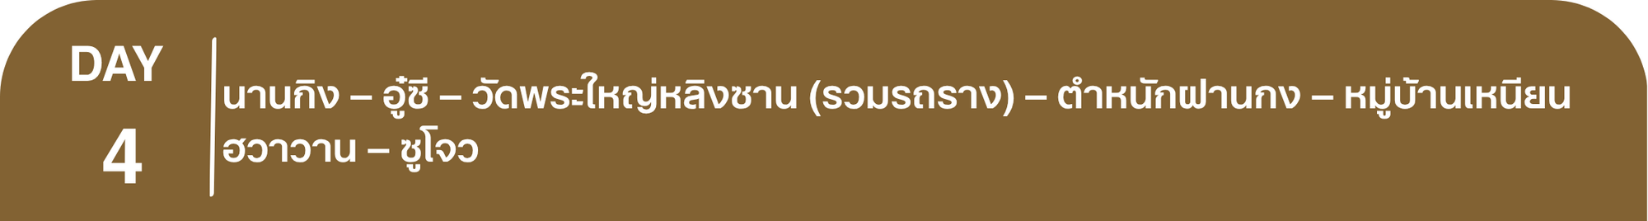 DAY
4
นานกิง – อู๋ซี – วัดพระใหญ่หลิงซาน (รวมรถราง) – ตำหนักฝานกง – หมู่บ้านเหนียน
ฮวาวาน – ซูโจว